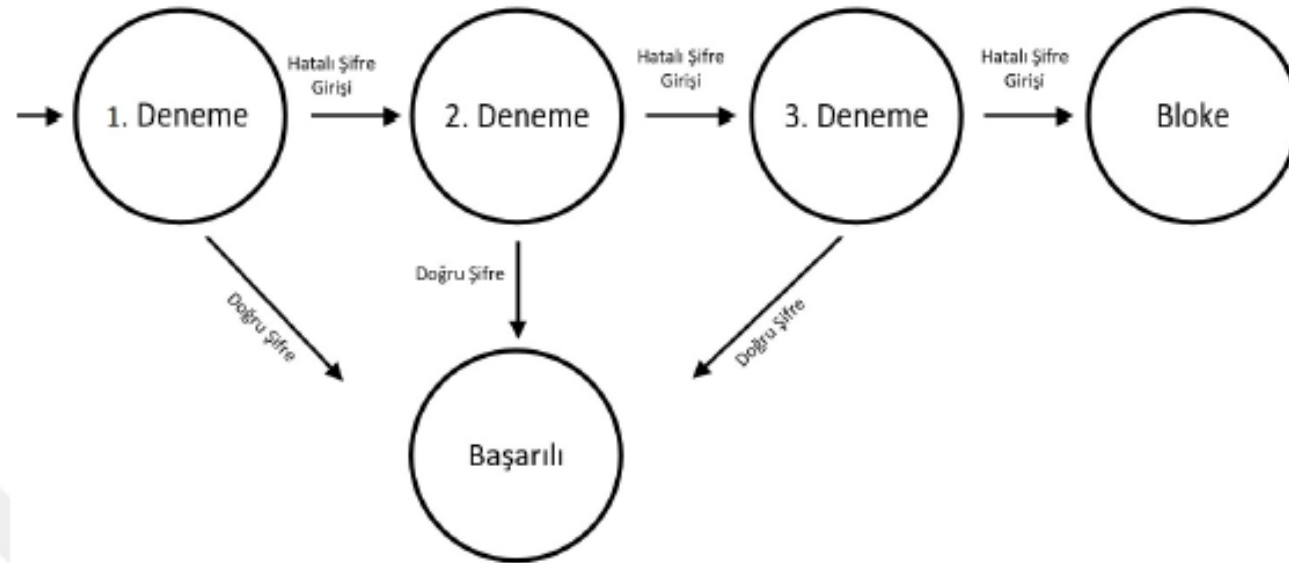 1. Deneme
Hatalı Şifre
Girişi
2. Deneme
Hatalı Şifre
Girişi
3. Deneme
Hatalı Şifre
Girişi
Bloke
Doğru Şifre
Doğru Şifre
Doğru Şifre
Başarılı